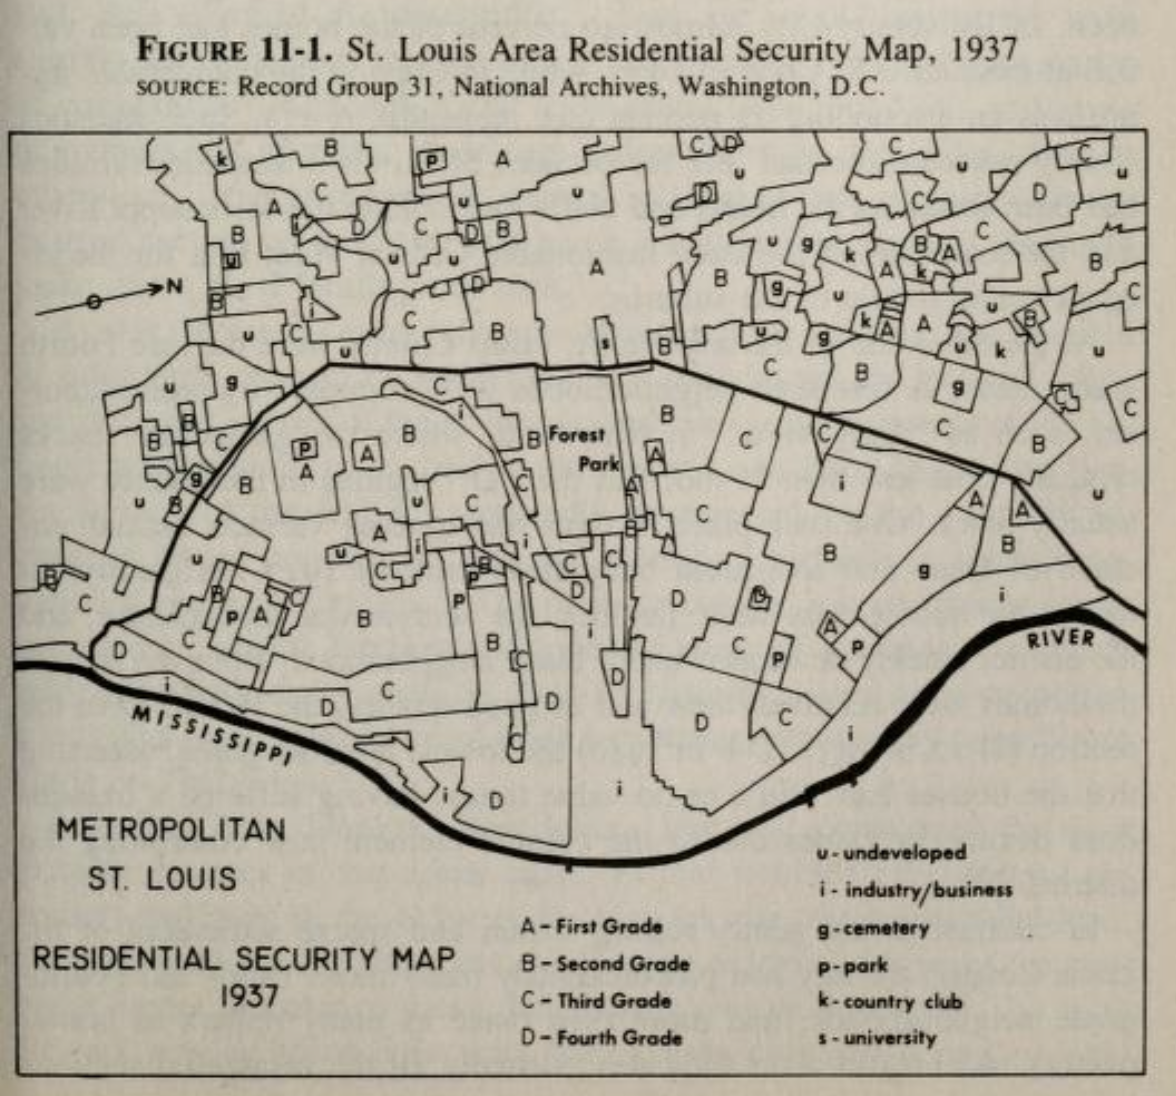 FIGURE 11-1. St. Louis Area Residential Security Map, 1937
SOURCE: Record Group 31, National Archives, Washington, D.C.
k B p A C D C u C
C u u D D u
A i D C u D B C C
B u u A B u g k A B A C B
u k
B i D g u C
C B k A A u B
u C u s B u g u k u
N
C B g
u g C i B C C
B B C P A A B B Forest Park B A C C B
g u B B u C C A i A A u
u A i i C B B
B u C B D C g B
C B P A C B P P C D i D B i
D C B C A P RIVER
i D C D D P
MISSISSIPPI C D C i
i D i
METROPOLITAN
ST. LOUIS
RESIDENTIAL SECURITY MAP
1937
A - First Grade
B - Second Grade
C - Third Grade
D - Fourth Grade
u - undeveloped
i - industry/business
g - cemetery
p - park
k - country club
s - university